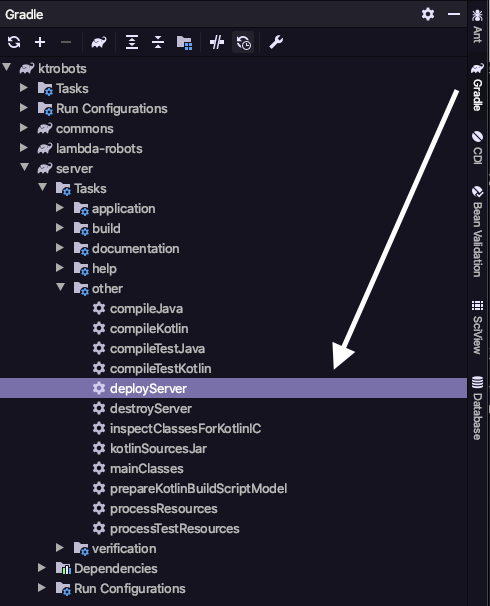 Gradle
ktrobots
Tasks
Run Configurations
commons
lambda-robots
server
Tasks
application
build
documentation
help
other
compileJava
compileKotlin
compileTestJava
compileTestKotlin
deployServer
destroyServer
inspectClassesForKotlinIC
kotlinSourcesJar
mainClasses
prepareKotlinBuildScriptModel
processResources
processTestResources
verification
Dependencies
Run Configurations
Ant
Gradle
CDI
Bean Validation
SciView
Database